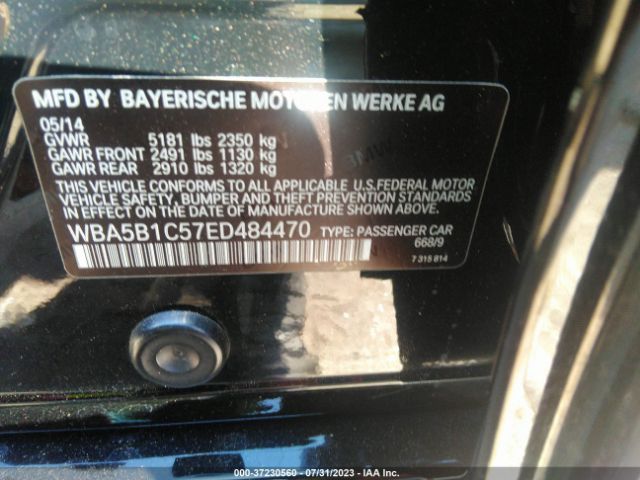 MFD BY BAYERISCHE MOTOREN WERKE AG
05/14
GVWR 5181 lbs 2350 kg
GAWR FRONT 2491 lbs 1130 kg
GAWR REAR 2910 lbs 1320 kg
THIS VEHICLE CONFORMS TO ALL APPLICABLE U.S.FEDERAL MOTOR
VEHICLE SAFETY, BUMPER AND THEFT PREVENTION STANDARDS
IN EFFECT ON THE DATE OF MANUFACTURE SHOWN ABOVE.
WBA5B1C57ED484470 TYPE: PASSENGER CAR
668/9
7 315 814
000-37230560 - 07/31/2023 - IAA Corp.